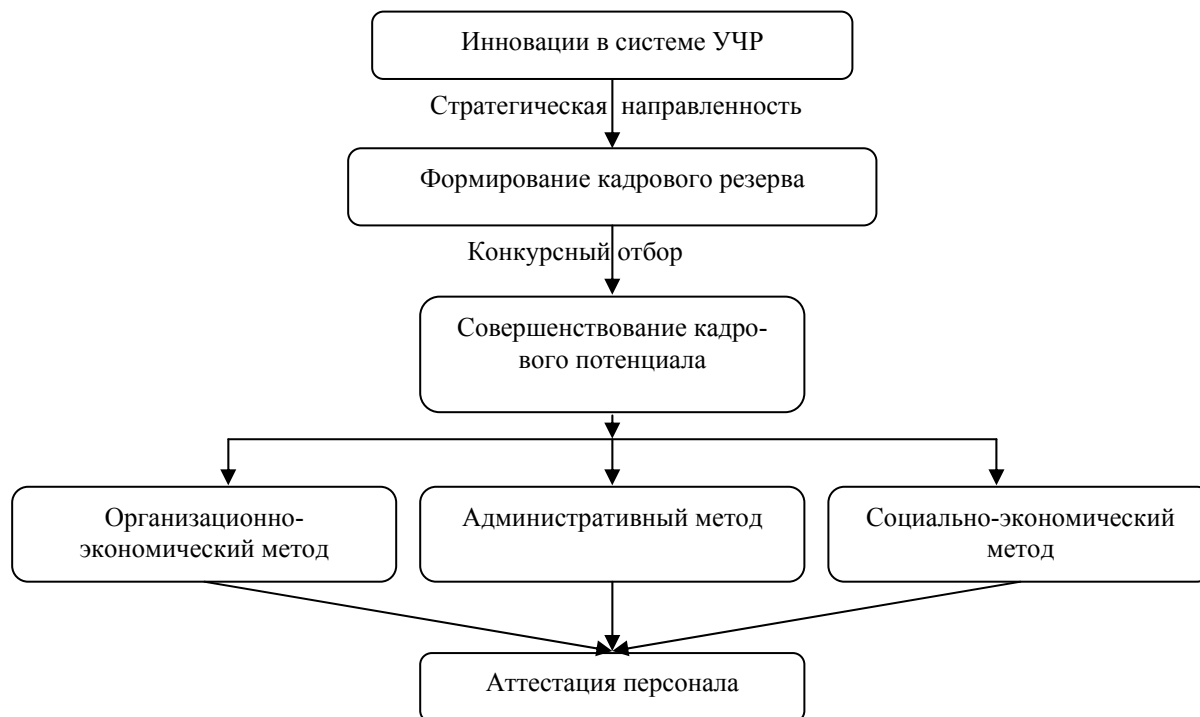 Инновации в системе УЧР
Стратегическая направленность
Формирование кадрового резерва
Конкурсный отбор
Совершенствование кадро-
вого потенциала
Организационно-
экономический метод
Административный метод
Социально-экономический
метод
Аттестация персонала